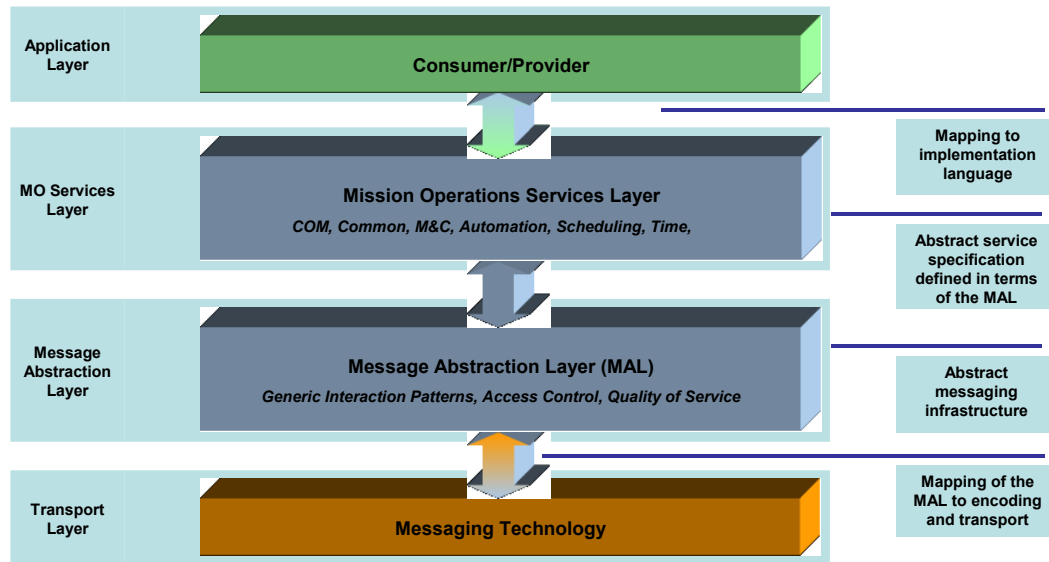 Application
Layer
Consumer/Provider
Mapping to
implementation
language
MO Services
Layer
Mission Operations Services Layer
COM, Common, M&C, Automation, Scheduling, Time,
Abstract service
specification
defined in terms
of the MAL
Message
Abstraction
Layer
Message Abstraction Layer (MAL)
Generic Interaction Patterns, Access Control, Quality of Service
Abstract
messaging
infrastructure
Transport
Layer
Messaging Technology
Mapping of the
MAL to encoding
and transport